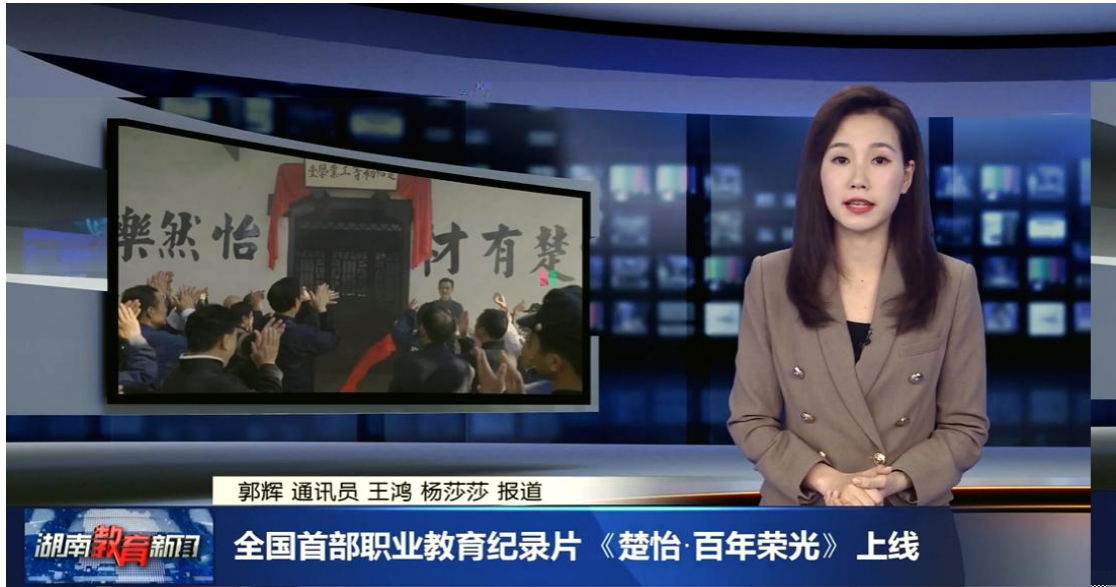 楚有才
怡然樂
郭辉 通讯员 王鸿 杨莎莎 报道
湖南教育新闻
全国首部职业教育纪录片《楚怡·百年荣光》上线